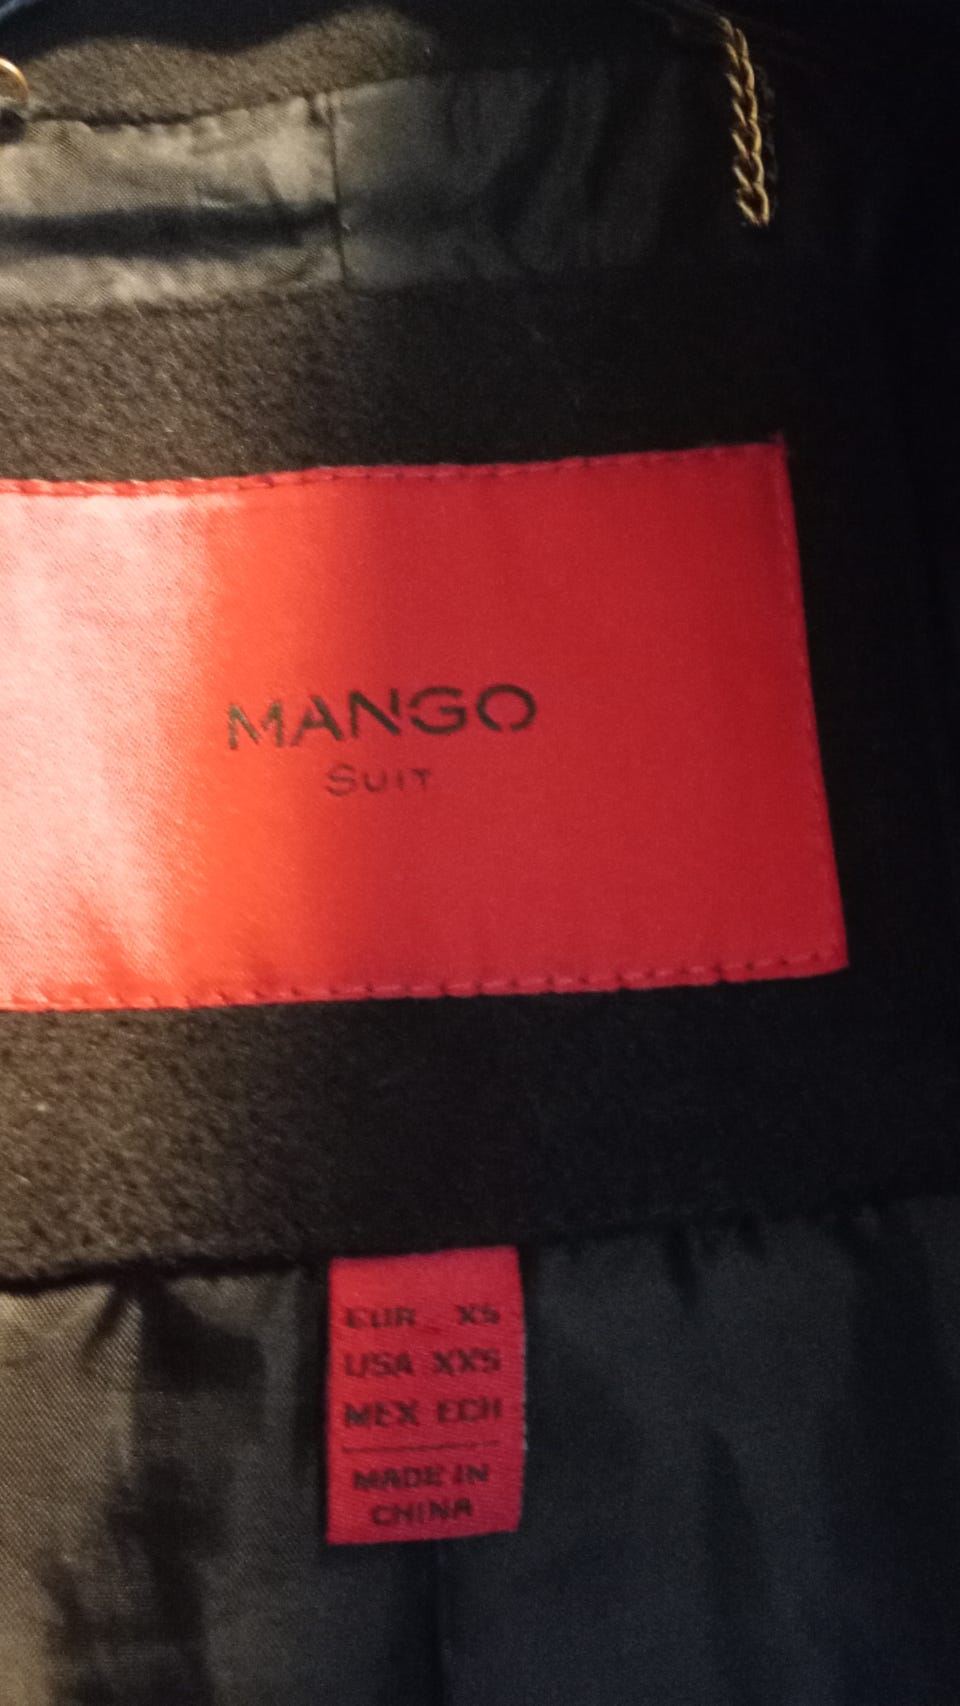 MANGO
SUIT
EUR XS
USA XXS
MEX ECH
MADE IN
CHINA